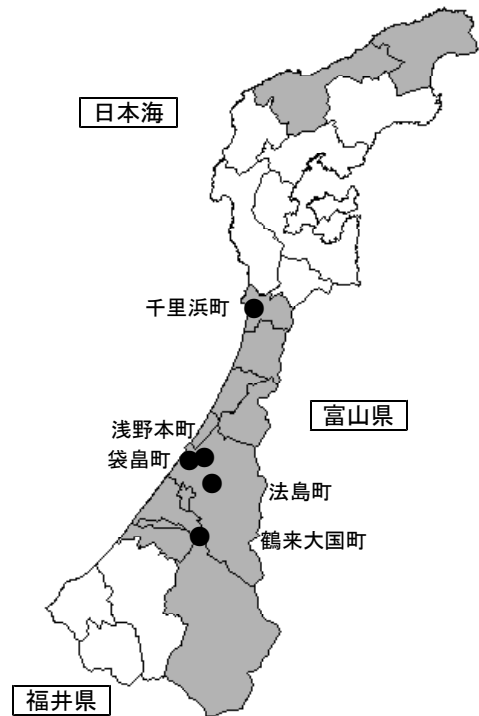 日本海
千里浜町
富山県
浅野本町
袋畠町
法島町
鶴来大国町
福井県